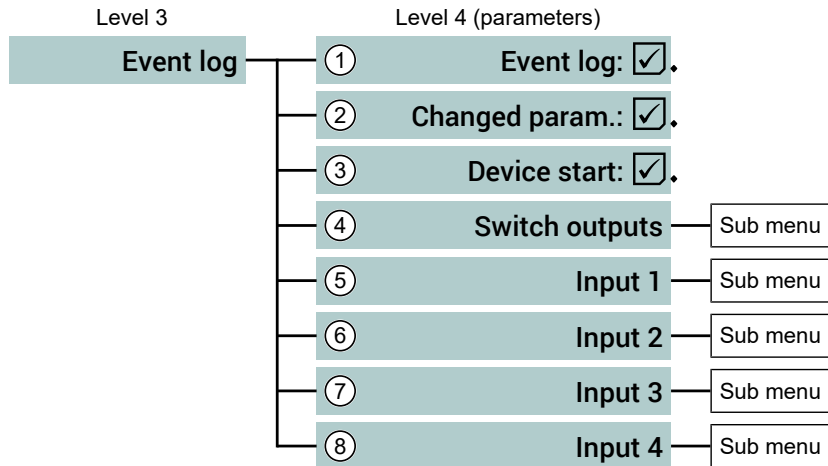 Level 3
Level 4 (parameters)
Event log
1 Event log:
2 Changed param.:
3 Device start:
4 Switch outputs Sub menu
5 Input 1 Sub menu
6 Input 2 Sub menu
7 Input 3 Sub menu
8 Input 4 Sub menu